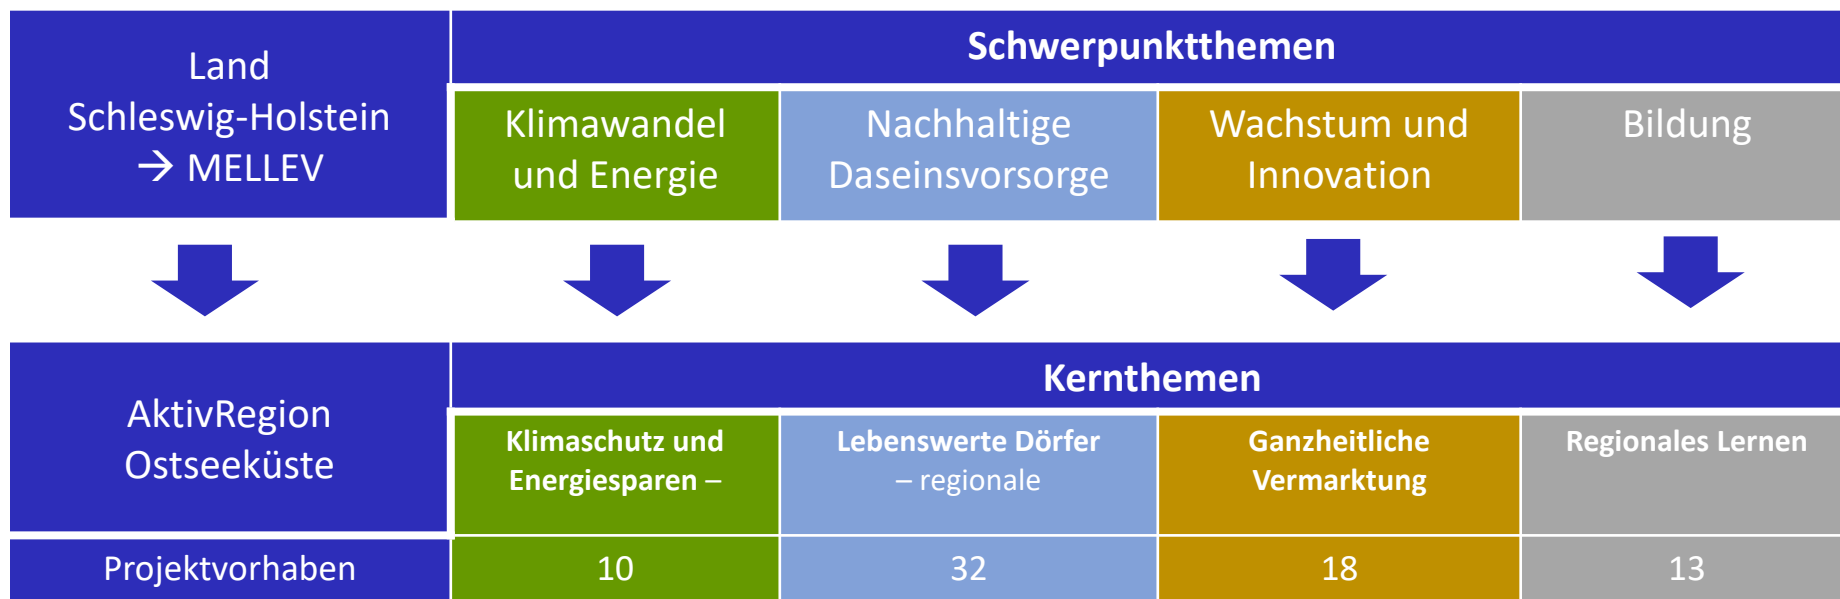 Land
Schleswig-Holstein
→ MELLEV
Schwerpunktthemen
Klimawandel
und Energie
Nachhaltige
Daseinsvorsorge
Wachstum und
Innovation
Bildung
AktivRegion
Ostseeküste
Kernthemen
Klimaschutz und
Energiesparen –
Lebenswerte Dörfer
– regionale
Ganzheitliche
Vermarktung
Regionales Lernen
Projektvorhaben
10
32
18
13